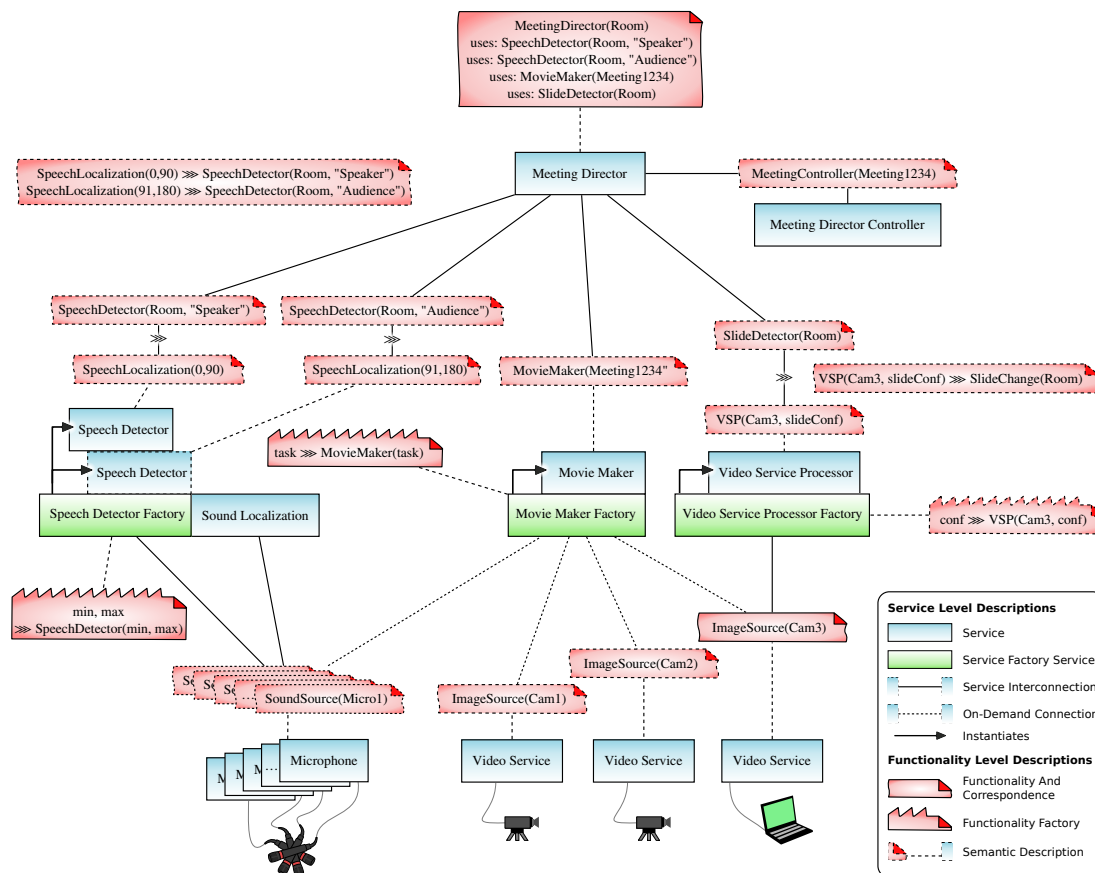 MeetingDirector(Room)
uses: SpeechDetector(Room, "Speaker")
uses: SpeechDetector(Room, "Audience")
uses: MovieMaker(Meeting1234)
uses: SlideDetector(Room)
SpeechLocalization(0,90) ⋙ SpeechDetector(Room, "Speaker")
SpeechLocalization(91,180) ⋙ SpeechDetector(Room, "Audience")
Meeting Director
MeetingController(Meeting1234)
Meeting Director Controller
SpeechDetector(Room, "Speaker")
SpeechDetector(Room, "Audience")
⋙
⋙
SlideDetector(Room)
SpeechLocalization(0,90)
SpeechLocalization(91,180)
MovieMaker(Meeting1234"
⋙
VSP(Cam3, slideConf) ⋙ SlideChange(Room)
VSP(Cam3, slideConf)
Speech Detector
task ⋙ MovieMaker(task)
Speech Detector
Movie Maker
Video Service Processor
Speech Detector Factory
Sound Localization
Movie Maker Factory
Video Service Processor Factory
conf ⋙ VSP(Cam3, conf)
min, max
⋙ SpeechDetector(min, max)
ImageSource(Cam3)
ImageSource(Cam2)
SoundSource(Micro1)
ImageSource(Cam1)
Microphone
Video Service
Video Service
Video Service
Service Level Descriptions
Service
Service Factory Service
Service Interconnection
On-Demand Connection
Instantiates
Functionality Level Descriptions
Functionality And
Correspondence
Functionality Factory
Semantic Description